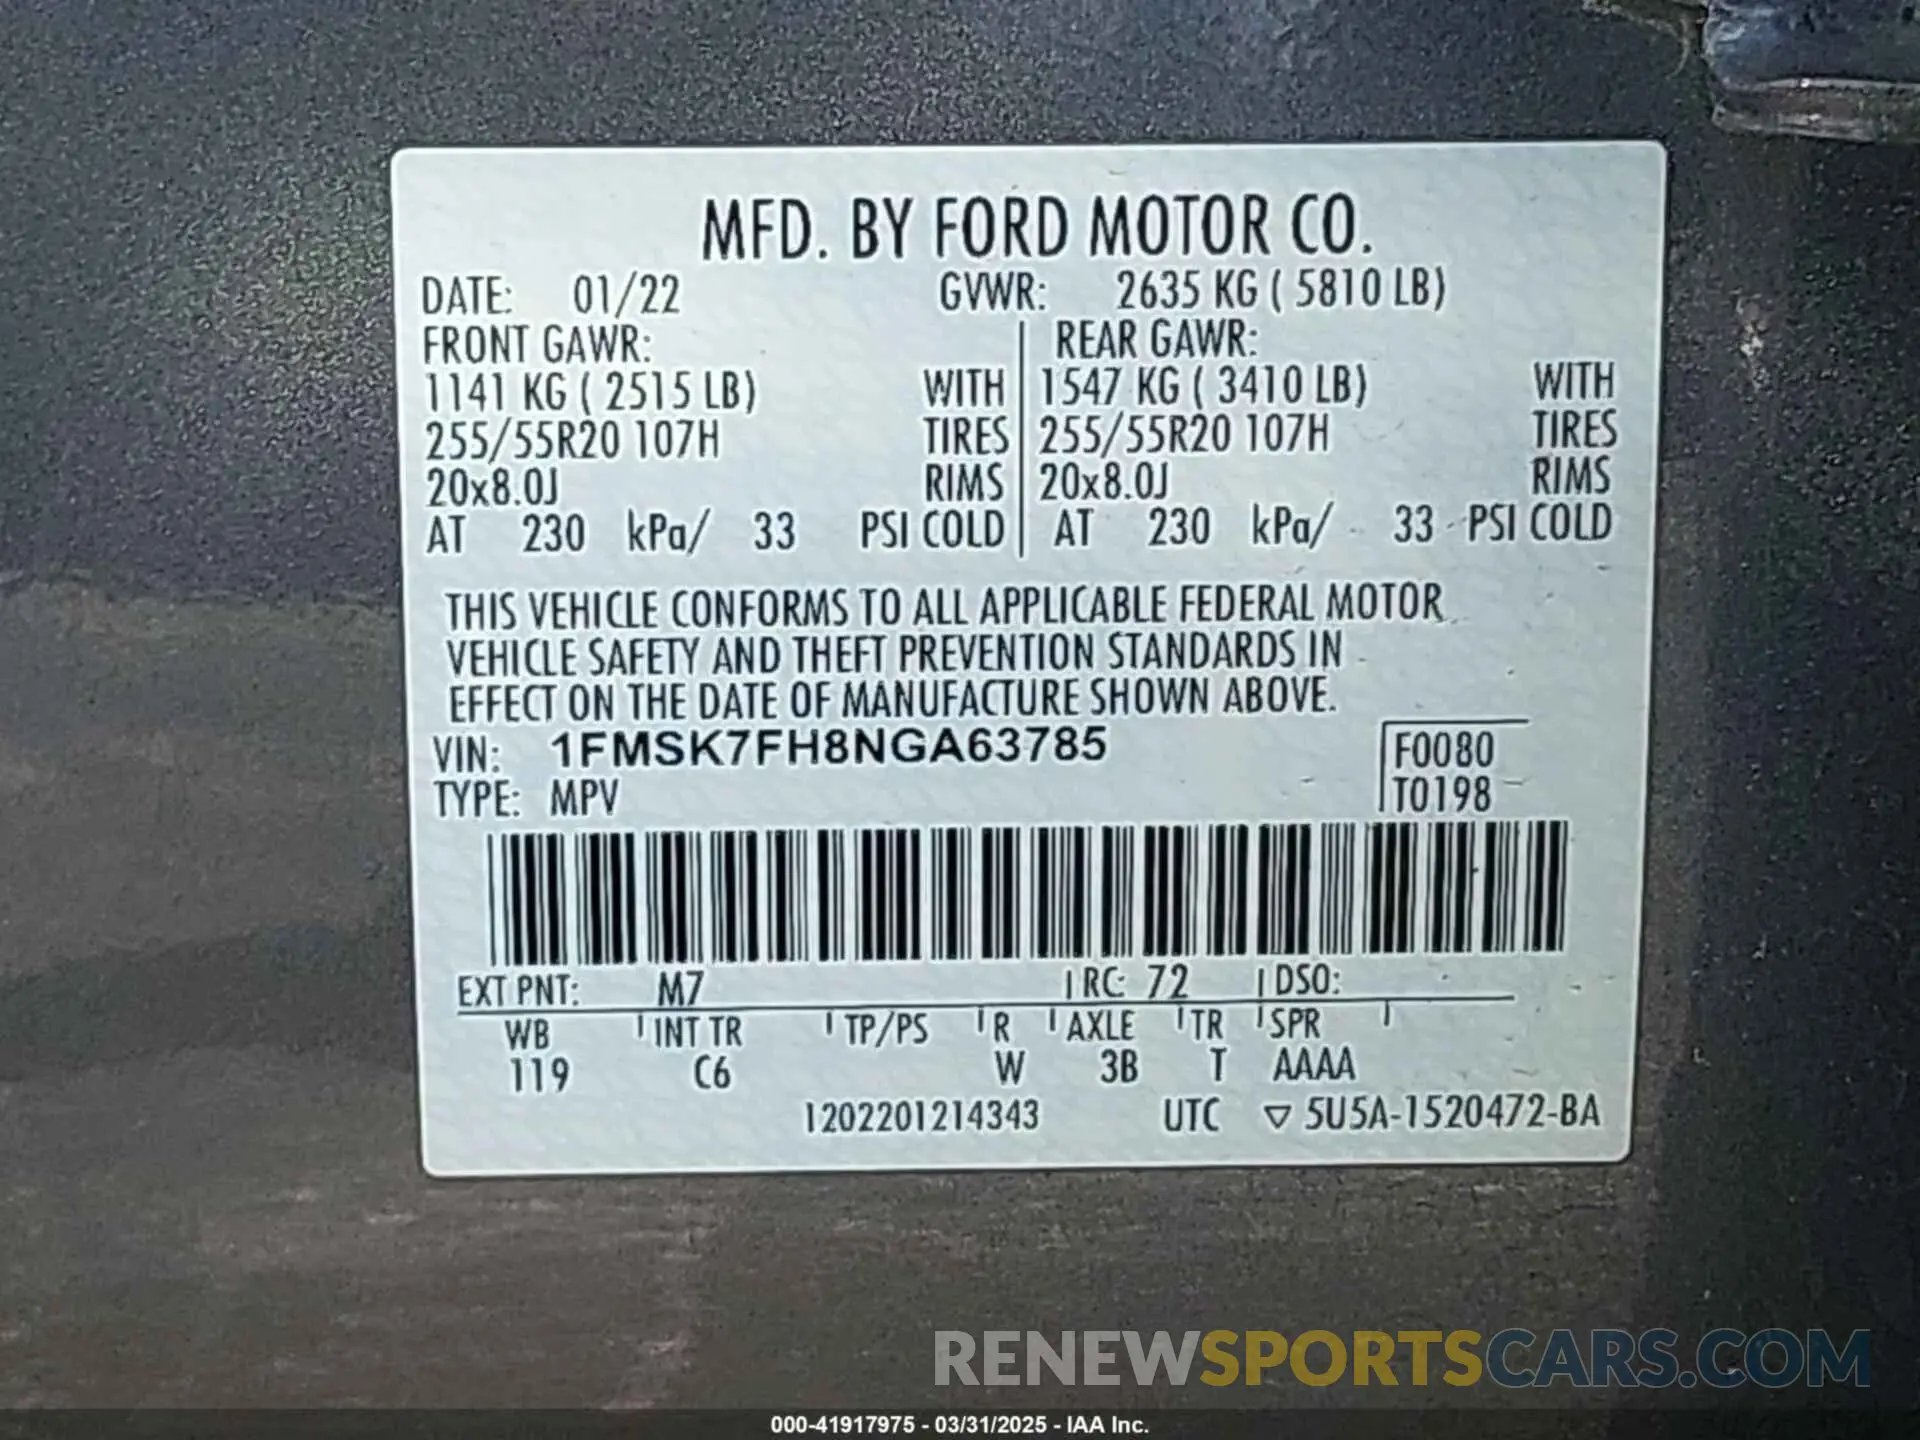 MFD. BY FORD MOTOR CO.
DATE: 01/22 GVWR: 2635 KG ( 5810 LB)
FRONT GAWR: REAR GAWR:
1141 KG ( 2515 LB) WITH 1547 KG ( 3410 LB) WITH
255/55R20 107H TIRES 255/55R20 107H TIRES
20x8.0J RIMS 20x8.0J RIMS
AT 230 kPa/ 33 PSI COLD AT 230 kPa/ 33 PSI COLD
THIS VEHICLE CONFORMS TO ALL APPLICABLE FEDERAL MOTOR
VEHICLE SAFETY AND THEFT PREVENTION STANDARDS IN
EFFECT ON THE DATE OF MANUFACTURE SHOWN ABOVE.
VIN: 1FMSK7FH8NGA63785 F0080
TYPE: MPV T0198
EXT PNT: M7 RC: 72 DSO:
WB INT TR TP/PS R AXLE TR SPR
119 C6 W 3B T AAAA
1202201214343 UTC ▽ 5U5A-1520472-BA
RENEWSPORTSCARS.COM
000-41917975 - 03/31/2025 - IAA Inc.